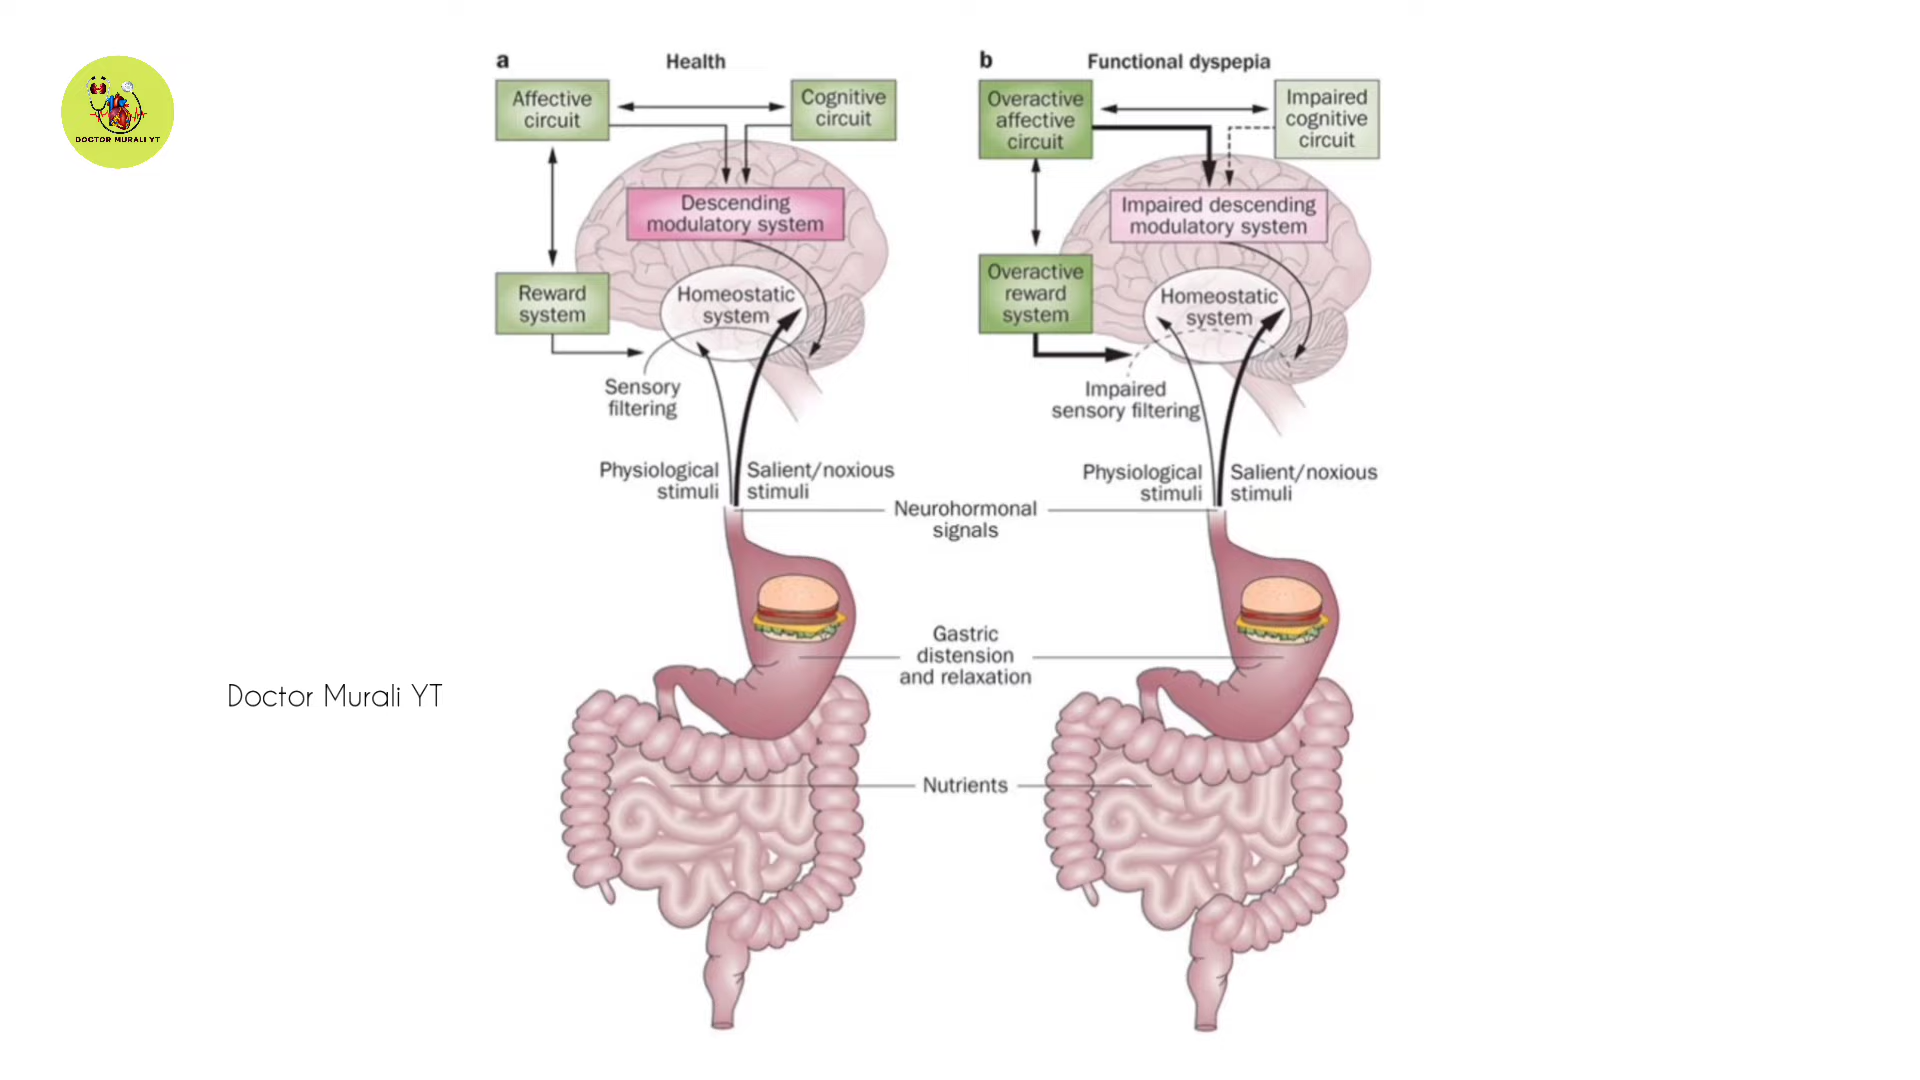 DOCTOR MURALI YT
a
Health
Affective
circuit
Cognitive
circuit
Descending
modulatory system
Reward
system
Homeostatic
system
Sensory
filtering
Physiological
stimuli
Salient/noxious
stimuli
b
Functional dyspepia
Overactive
affective
circuit
Impaired
cognitive
circuit
Impaired descending
modulatory system
Overactive
reward
system
Homeostatic
system
Impaired
sensory filtering
Physiological
stimuli
Salient/noxious
stimuli
Neurohormonal
signals
Gastric
distension
and relaxation
Nutrients
Doctor Murali YT